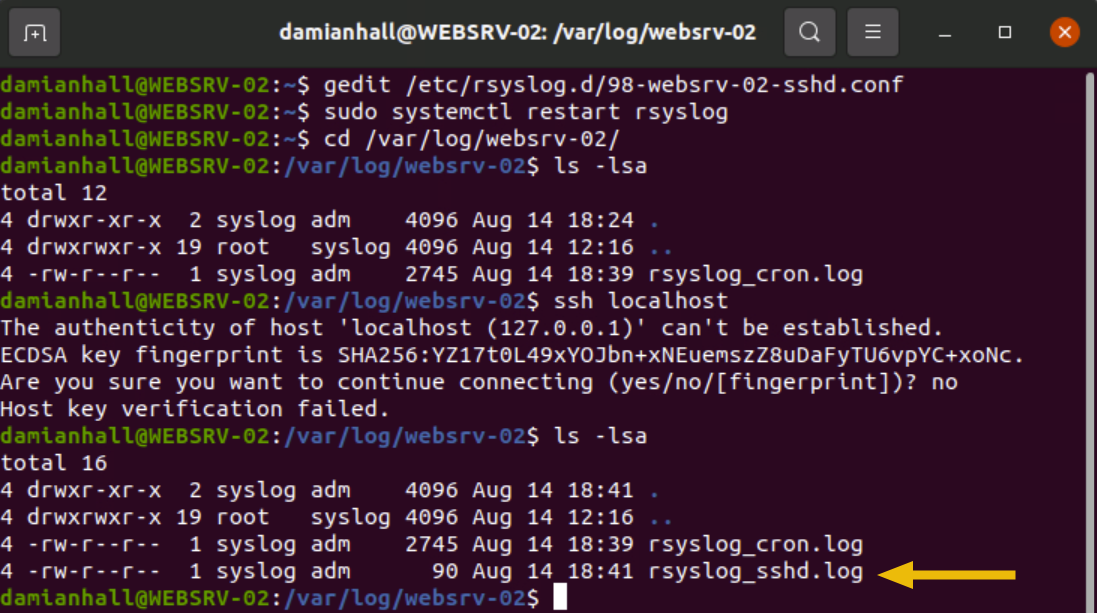 damianhall@WEBSRV-02: /var/log/websrv-02
damianhall@WEBSRV-02:~$ gedit /etc/rsyslog.d/98-websrv-02-sshd.conf
damianhall@WEBSRV-02:~$ sudo systemctl restart rsyslog
damianhall@WEBSRV-02:~$ cd /var/log/websrv-02/
damianhall@WEBSRV-02:/var/log/websrv-02$ ls -lsa
total 12
4 drwxr-xr-x  2 syslog adm    4096 Aug 14 18:24 .
4 drwxrwxr-x 19 root   syslog 4096 Aug 14 12:16 ..
4 -rw-r--r--  1 syslog adm    2745 Aug 14 18:39 rsyslog_cron.log
damianhall@WEBSRV-02:/var/log/websrv-02$ ssh localhost
The authenticity of host 'localhost (127.0.0.1)' can't be established.
ECDSA key fingerprint is SHA256:YZ17t0L49xYOJbn+xNEuemszZ8uDaFyTU6vpYC+xoNc.
Are you sure you want to continue connecting (yes/no/[fingerprint])? no
Host key verification failed.
damianhall@WEBSRV-02:/var/log/websrv-02$ ls -lsa
total 16
4 drwxr-xr-x  2 syslog adm    4096 Aug 14 18:41 .
4 drwxrwxr-x 19 root   syslog 4096 Aug 14 12:16 ..
4 -rw-r--r--  1 syslog adm    2745 Aug 14 18:39 rsyslog_cron.log
4 -rw-r--r--  1 syslog adm      90 Aug 14 18:41 rsyslog_sshd.log
damianhall@WEBSRV-02:/var/log/websrv-02$